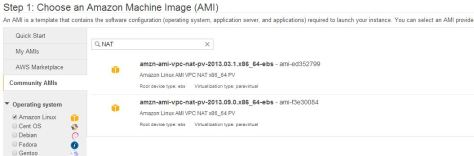 Step 1: Choose an Amazon Machine Image (AMI)
An AMI is a template that contains the software configuration (operating system, application server, and applications) required to launch your instance. You can select an AMI provide
Quick Start
My AMIs
AWS Marketplace
Community AMIs
Operating system
Amazon Linux
Cent OS
Debian
Fedora
Gentoo
NAT
amzn-ami-vpc-nat-pv-2013.03.1.x86_64-ebs - ami-ed352799
Amazon Linux AMI VPC NAT x86_64 PV
Root device type: ebs Virtualization type: paravirtual
amzn-ami-vpc-nat-pv-2013.09.0.x86_64-ebs - ami-f3e30084
Amazon Linux AMI VPC NAT x86_64 PV
Root device type: ebs Virtualization type: paravirtual